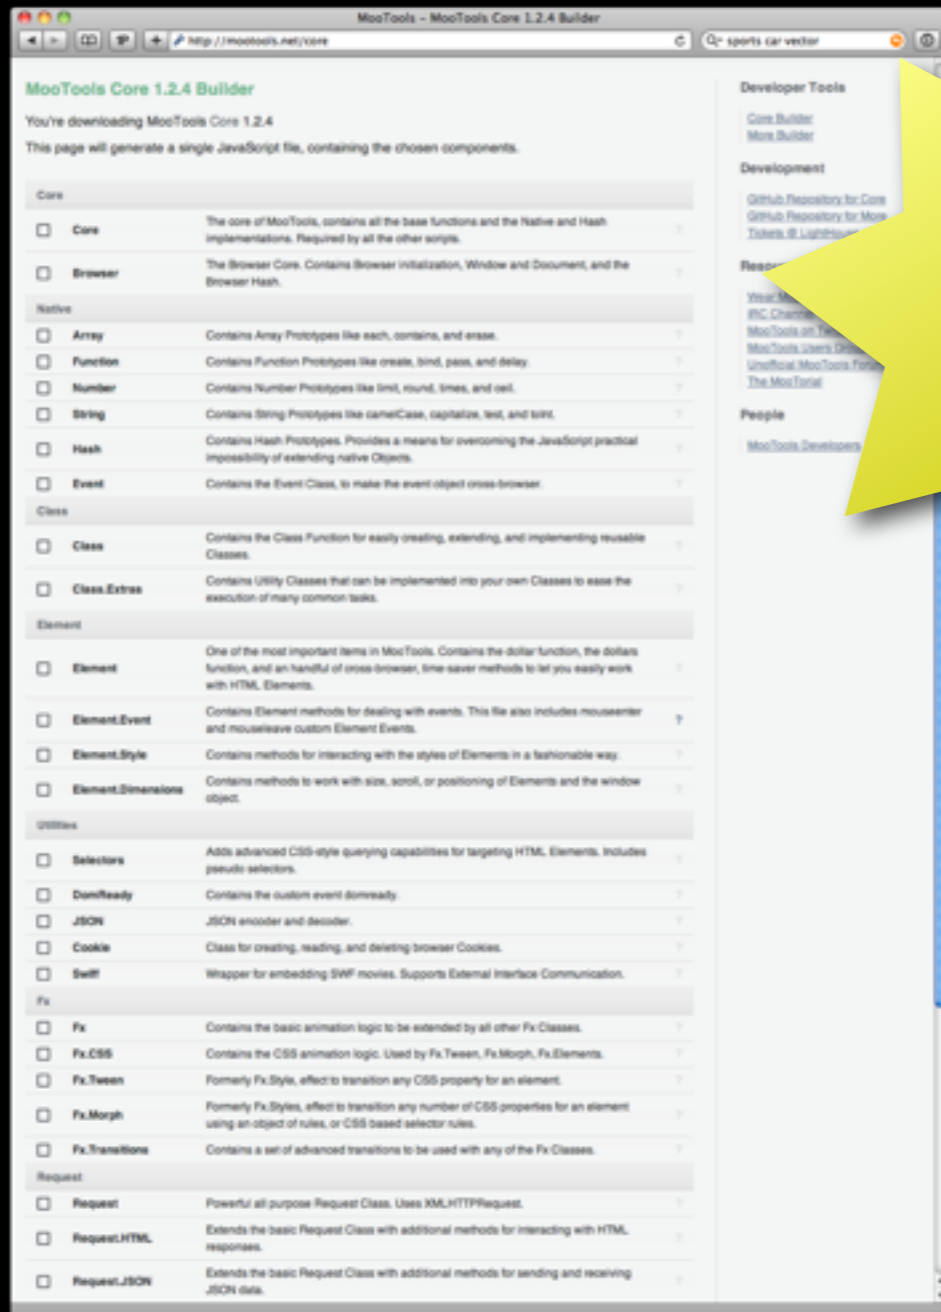 MooTools – MooTools Core 1.2.4 Builder
http://mootools.net/core
sports car vector
MooTools Core 1.2.4 Builder
You're downloading MooTools Core 1.2.4
This page will generate a single JavaScript file, containing the chosen components.
Core
Core
The core of MooTools, contains all the base functions and the Native and Hash
implementations. Required by all the other scripts.
?
Browser
The Browser Core. Contains Browser initialization, Window and Document, and the
Browser Hash.
?
Native
Array
Contains Array Prototypes like each, contains, and erase.
?
Function
Contains Function Prototypes like create, bind, pass, and delay.
?
Number
Contains Number Prototypes like limit, round, times, and ceil.
?
String
Contains String Prototypes like camelCase, capitalize, test, and toInt.
?
Hash
Contains Hash Prototypes. Provides a means for overcoming the JavaScript practical
impossibility of extending native Objects.
?
Event
Contains the Event Class, to make the event object cross-browser.
?
Class
Class
Contains the Class Function for easily creating, extending, and implementing reusable
Classes.
?
Class.Extras
Contains Utility Classes that can be implemented into your own Classes to ease the
execution of many common tasks.
?
Element
Element
One of the most important items in MooTools. Contains the dollar function, the dollars
function, and an handful of cross-browser, time-saver methods to let you easily work
with HTML Elements.
?
Element.Event
Contains Element methods for dealing with events. This file also includes mouseenter
and mouseleave custom Element Events.
?
Element.Style
Contains methods for interacting with the styles of Elements in a fashionable way.
?
Element.Dimensions
Contains methods to work with size, scroll, or positioning of Elements and the window
object.
?
Utilities
Selectors
Adds advanced CSS-style querying capabilities for targeting HTML Elements. Includes
pseudo selectors.
?
DomReady
Contains the custom event domready.
?
JSON
JSON encoder and decoder.
?
Cookie
Class for creating, reading, and deleting browser Cookies.
?
Swiff
Wrapper for embedding SWF movies. Supports External Interface Communication.
?
Fx
Fx
Contains the basic animation logic to be extended by all other Fx Classes.
?
Fx.CSS
Contains the CSS animation logic. Used by Fx.Tween, Fx.Morph, Fx.Elements.
?
Fx.Tween
Formerly Fx.Style, effect to transition any CSS property for an element.
?
Fx.Morph
Formerly Fx.Styles, effect to transition any number of CSS properties for an element
using an object of rules, or CSS based selector rules.
?
Fx.Transitions
Contains a set of advanced transitions to be used with any of the Fx Classes.
?
Request
Request
Powerful all purpose Request Class. Uses XMLHTTPRequest.
?
Request.HTML
Extends the basic Request Class with additional methods for interacting with HTML
responses.
?
Request.JSON
Extends the basic Request Class with additional methods for sending and receiving
JSON data.
?
Developer Tools
Core Builder
More Builder
Development
GitHub Repository for Core
GitHub Repository for More
Tickets @
Wear
IRC Channel
MooTools on
MooTools Users
Unofficial MooTools
The MooTorial
People
MooTools Developers